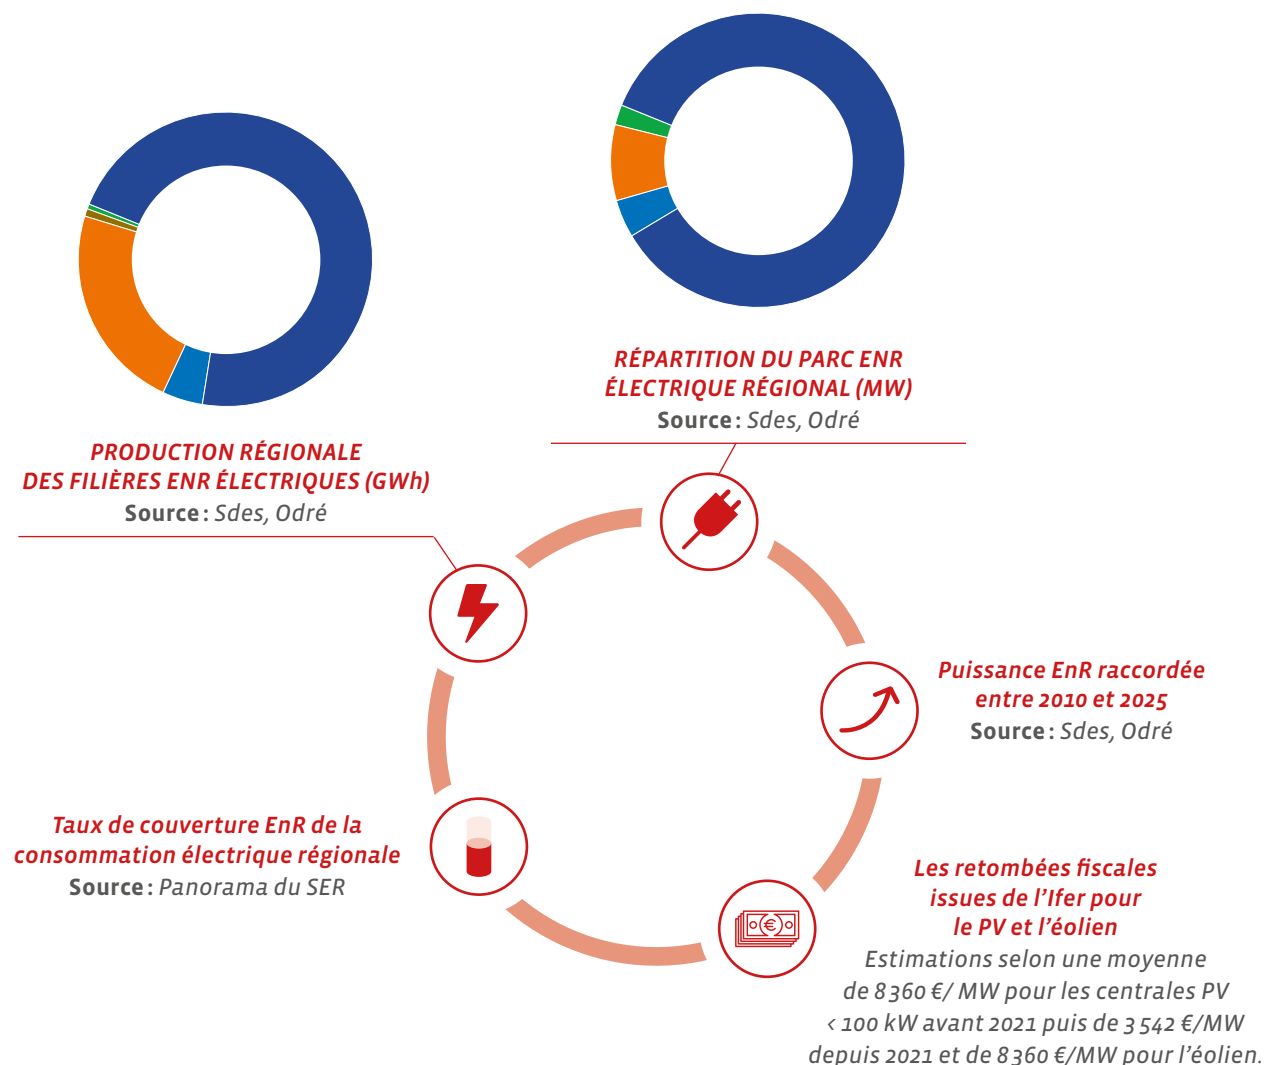 RÉPARTITION DU PARC ENR
ÉLECTRIQUE RÉGIONAL (MW)
Source : Sdes, Odré
PRODUCTION RÉGIONALE
DES FILIÈRES ENR ÉLECTRIQUES (GWh)
Source : Sdes, Odré
Puissance EnR raccordée
entre 2010 et 2025
Source : Sdes, Odré
Taux de couverture EnR de la
consommation électrique régionale
Source : Panorama du SER
Les retombées fiscales
issues de l'Ifer pour
le PV et l'éolien
Estimations selon une moyenne
de 8360 €/ MW pour les centrales PV
< 100 kW avant 2021 puis de 3 542 €/MW
depuis 2021 et de 8360 €/MW pour l'éolien.
€